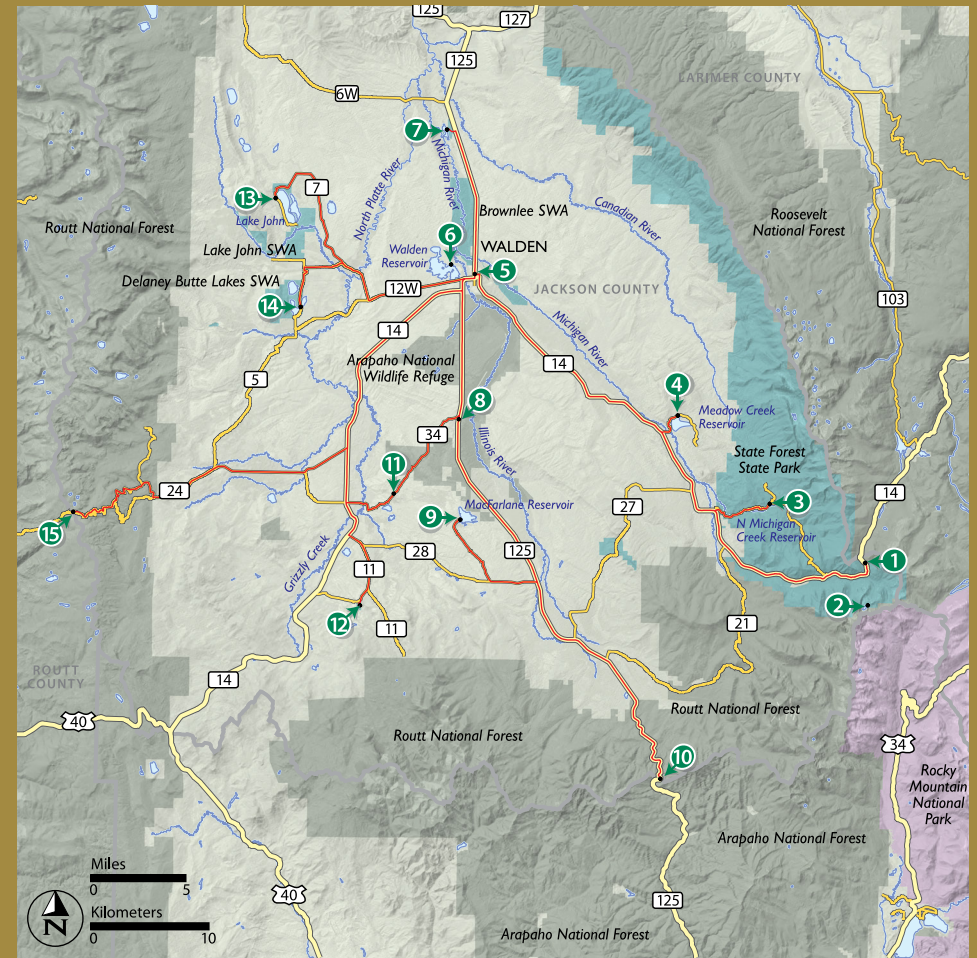 125
127
125
LARIMER COUNTY
6W
7
Michigan River
North Platte River
7
13
Canadian River
Brownlee SWA
Roosevelt
National Forest
Lake John
Routt National Forest
6
Walden
Reservoir
WALDEN
Lake John SWA
5
Delaney Butte Lakes SWA
12W
JACKSON COUNTY
103
14
14
Michigan River
14
Arapaho National
Wildlife Refuge
5
4
8
Meadow Creek
Reservoir
34
Illinois River
State Forest
State Park
11
24
14
MacFarlane Reservoir
3
27
9
N Michigan
Creek Reservoir
15
28
125
1
Grizzly Creek
11
2
12
11
21
ROUTT
COUNTY
14
Routt National Forest
40
Routt National Forest
34
10
Rocky
Mountain
National
Park
Arapaho National Forest
Miles
0 5
40
125
Kilometers
0 10
N
Arapaho National Forest